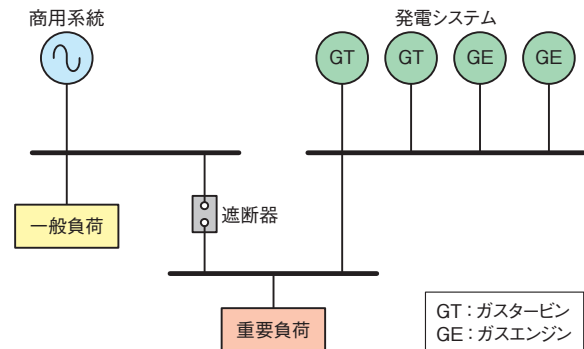 商用系統
発電システム
GT
GT
GE
GE
一般負荷
遮断器
重要負荷
GT：ガスタービン
GE：ガスエンジン